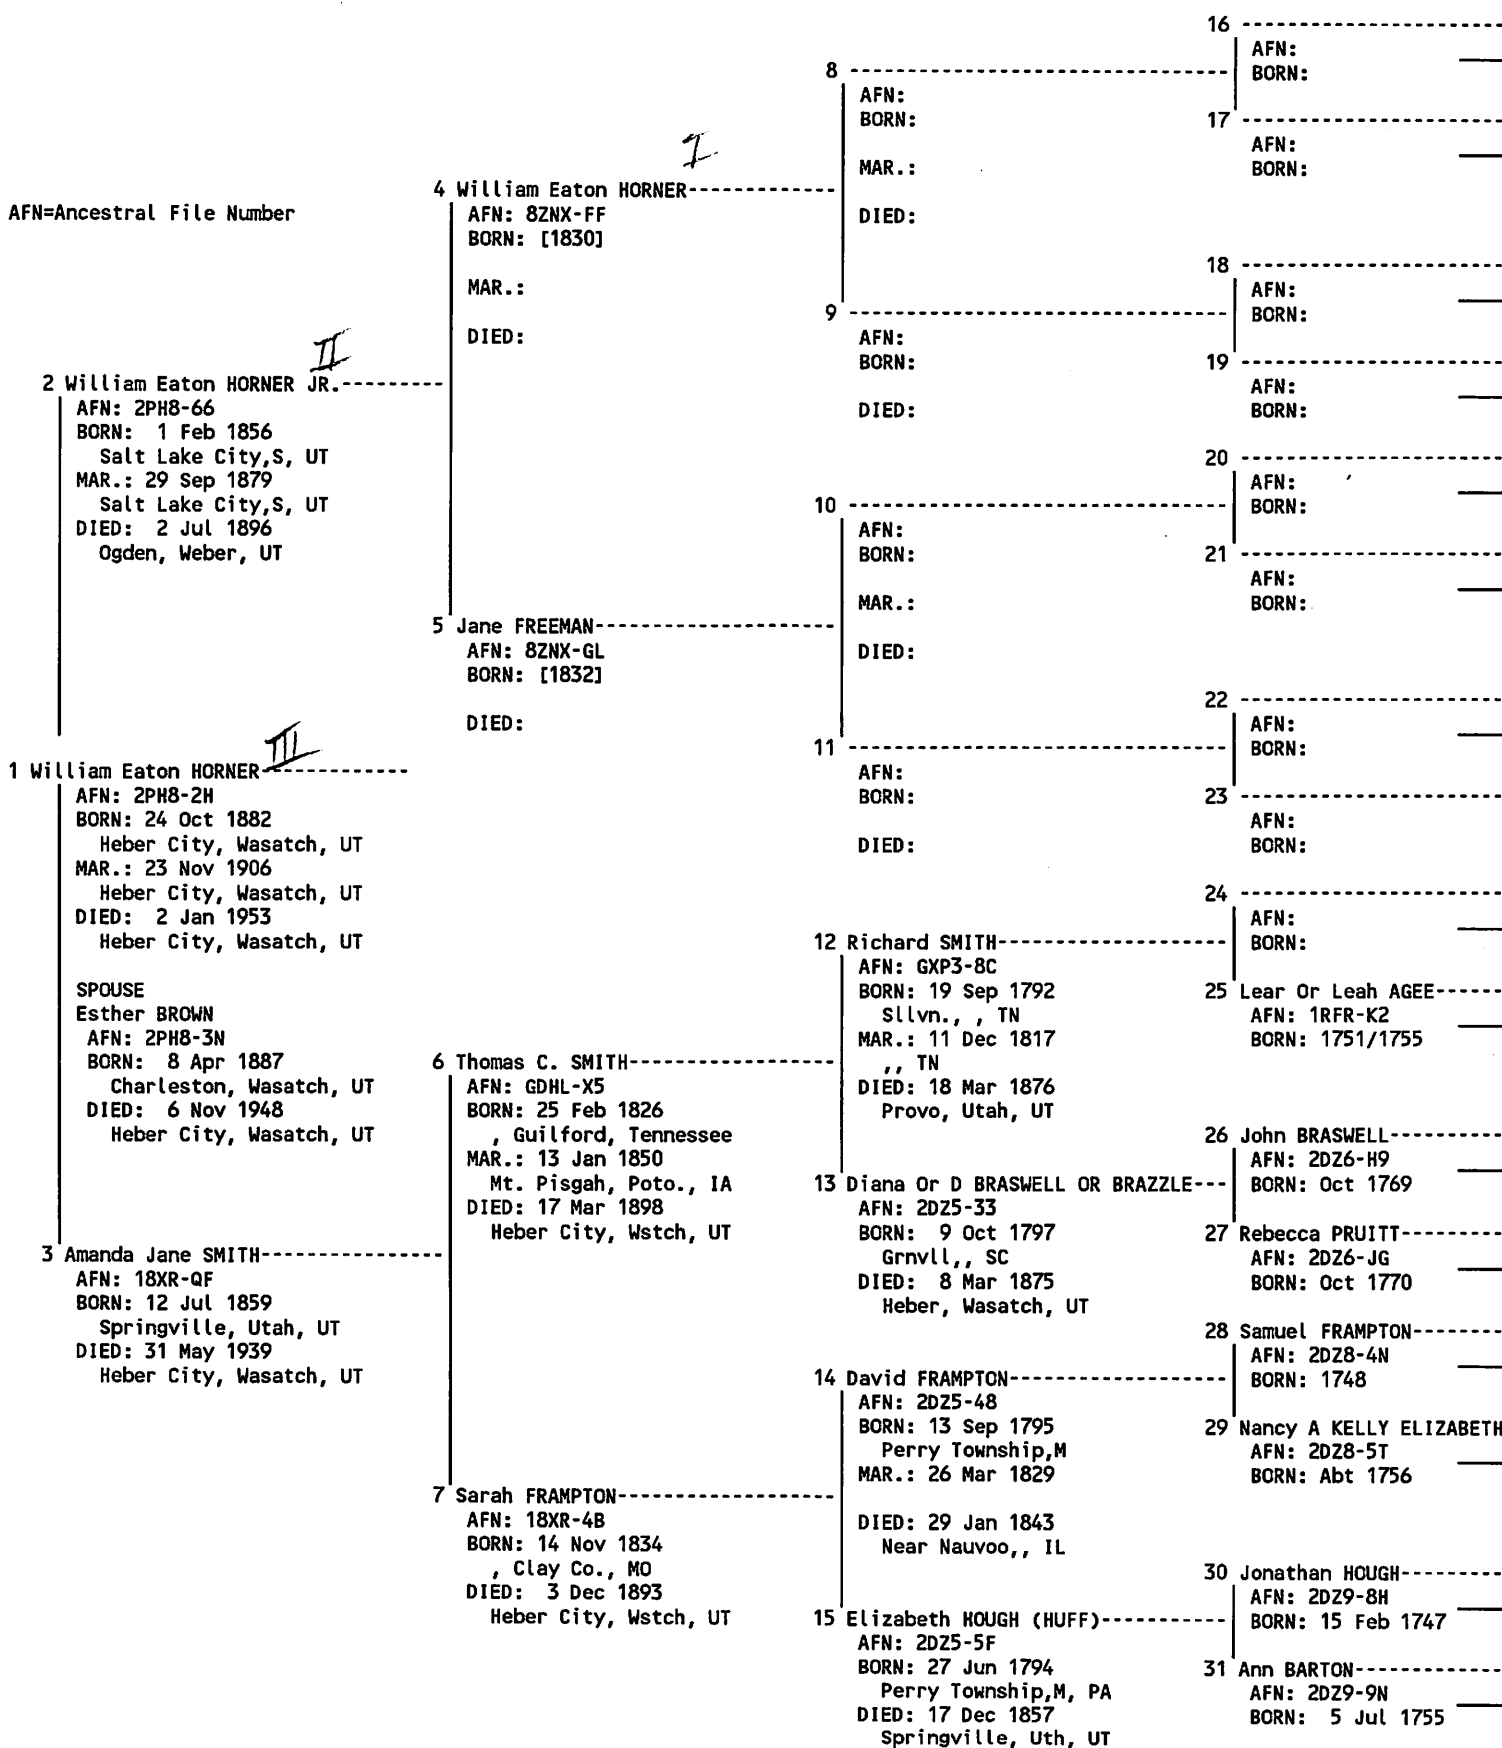 AFN=Ancestral File Number
1 William Eaton HORNER
III
AFN: 2PH8-2H
BORN: 24 Oct 1882
Heber City, Wasatch, UT
MAR.: 23 Nov 1906
Heber City, Wasatch, UT
DIED: 2 Jan 1953
Heber City, Wasatch, UT
SPOUSE
Esther BROWN
AFN: 2PH8-3N
BORN: 8 Apr 1887
Charleston, Wasatch, UT
DIED: 6 Nov 1948
Heber City, Wasatch, UT
2 William Eaton HORNER JR.
II
AFN: 2PH8-66
BORN: 1 Feb 1856
Salt Lake City,S, UT
MAR.: 29 Sep 1879
Salt Lake City,S, UT
DIED: 2 Jul 1896
Ogden, Weber, UT
3 Amanda Jane SMITH
AFN: 18XR-QF
BORN: 12 Jul 1859
Springville, Utah, UT
DIED: 31 May 1939
Heber City, Wasatch, UT
4 William Eaton HORNER
I
AFN: 8ZNX-FF
BORN: [1830]
MAR.:
DIED:
5 Jane FREEMAN
AFN: 8ZNX-GL
BORN: [1832]
DIED:
6 Thomas C. SMITH
AFN: GDHL-X5
BORN: 25 Feb 1826
, Guilford, Tennessee
MAR.: 13 Jan 1850
Mt. Pisgah, Poto., IA
DIED: 17 Mar 1898
Heber City, Wstch, UT
7 Sarah FRAMPTON
AFN: 18XR-4B
BORN: 14 Nov 1834
, Clay Co., MO
DIED: 3 Dec 1893
Heber City, Wstch, UT
8
AFN:
BORN:
MAR.:
DIED:
9
AFN:
BORN:
DIED:
10
AFN:
BORN:
MAR.:
DIED:
11
AFN:
BORN:
DIED:
12 Richard SMITH
AFN: GXP3-8C
BORN: 19 Sep 1792
Sllvn., , TN
MAR.: 11 Dec 1817
,, TN
DIED: 18 Mar 1876
Provo, Utah, UT
13 Diana Or D BRASWELL OR BRAZZLE
AFN: 2DZ5-33
BORN: 9 Oct 1797
Grnvll,, SC
DIED: 8 Mar 1875
Heber, Wasatch, UT
14 David FRAMPTON
AFN: 2DZ5-48
BORN: 13 Sep 1795
Perry Township,M
MAR.: 26 Mar 1829
DIED: 29 Jan 1843
Near Nauvoo,, IL
15 Elizabeth HOUGH (HUFF)
AFN: 2DZ5-5F
BORN: 27 Jun 1794
Perry Township,M, PA
DIED: 17 Dec 1857
Springville, Uth, UT
16
AFN:
BORN:
17
AFN:
BORN:
18
AFN:
BORN:
19
AFN:
BORN:
20
AFN:
BORN:
21
AFN:
BORN:
22
AFN:
BORN:
23
AFN:
BORN:
24
AFN:
BORN:
25 Lear Or Leah AGEE
AFN: 1RFR-K2
BORN: 1751/1755
26 John BRASWELL
AFN: 2DZ6-H9
BORN: Oct 1769
27 Rebecca PRUITT
AFN: 2DZ6-JG
BORN: Oct 1770
28 Samuel FRAMPTON
AFN: 2DZ8-4N
BORN: 1748
29 Nancy A KELLY ELIZABETH
AFN: 2DZ8-5T
BORN: Abt 1756
30 Jonathan HOUGH
AFN: 2DZ9-8H
BORN: 15 Feb 1747
31 Ann BARTON
AFN: 2DZ9-9N
BORN: 5 Jul 1755